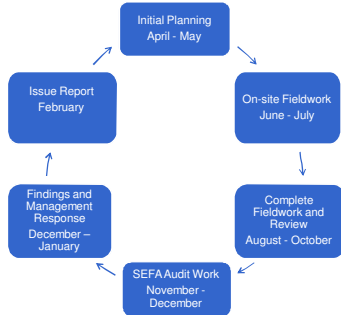 Initial Planning
April - May
On-site Fieldwork
June - July
Complete
Fieldwork and
Review
August - October
SEFA Audit Work
November -
December
Findings and
Management
Response
December –
January
Issue Report
February